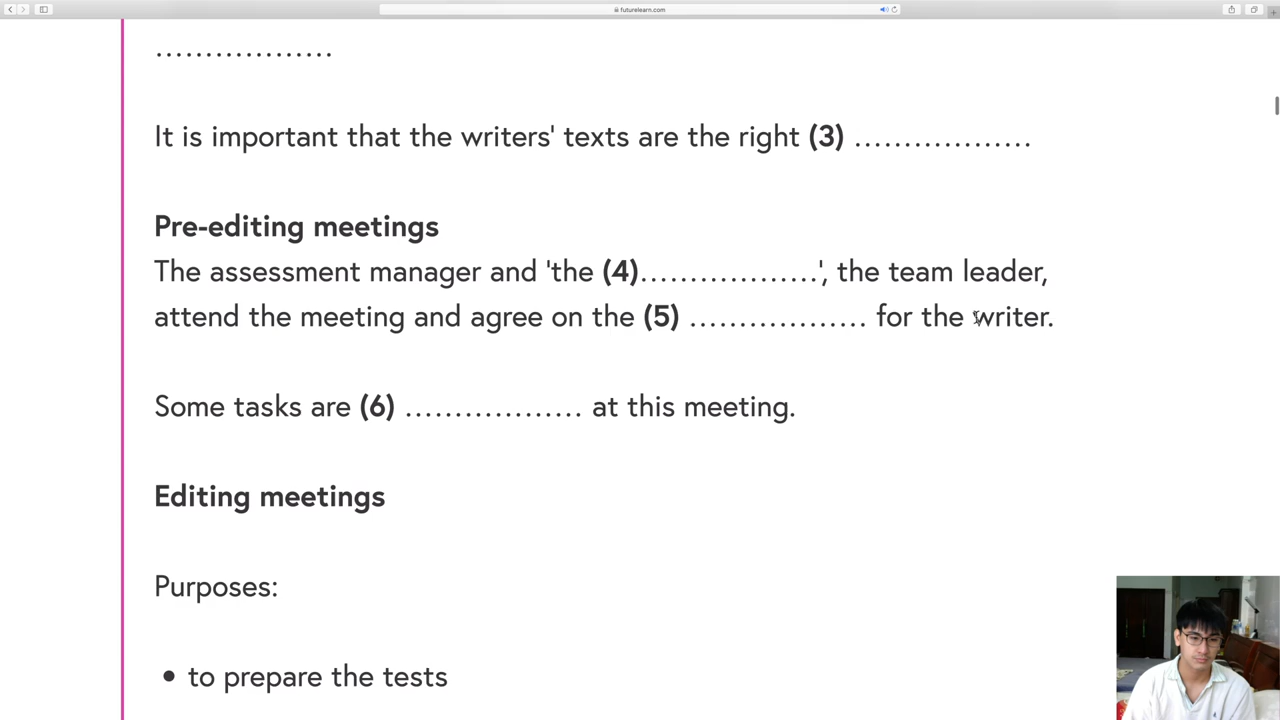 futurelearn.com
..................
It is important that the writers' texts are the right (3) ..................
Pre-editing meetings
The assessment manager and 'the (4)..................', the team leader,
attend the meeting and agree on the (5) .................. for the writer.
Some tasks are (6) .................. at this meeting.
Editing meetings
Purposes:
• to prepare the tests